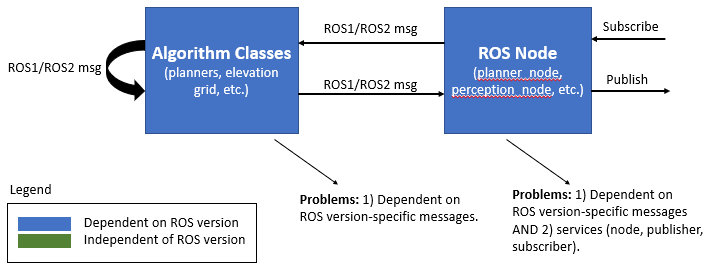 ROS1/ROS2 msg
Algorithm Classes
(planners, elevation
grid, etc.)
ROS1/ROS2 msg
ROS1/ROS2 msg
ROS Node
(planner_node,
perception_node, etc.)
Subscribe
Publish
Problems: 1) Dependent on
ROS version-specific messages.
Problems: 1) Dependent on
ROS version-specific messages
AND 2) services (node, publisher,
subscriber).
Legend
Dependent on ROS version
Independent of ROS version